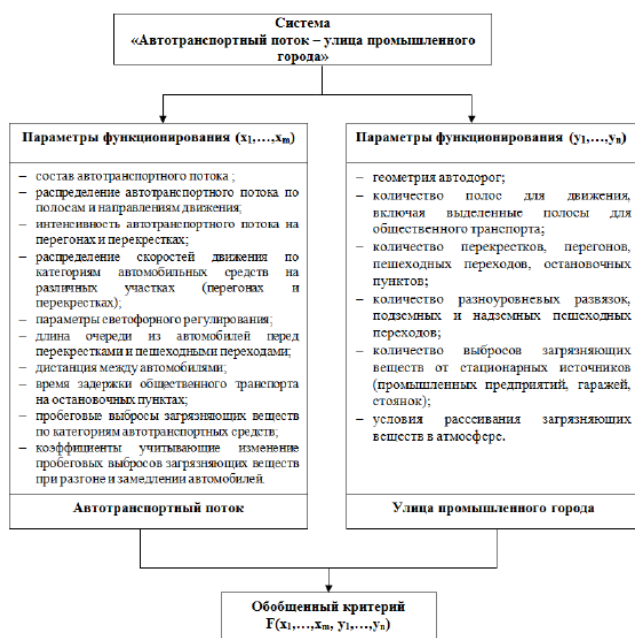 Система
«Автотранспортный поток – улица промышленного
города»
Параметры функционирования (x1,…,xm)
– состав автотранспортного потока ;
– распределение автотранспортного потока по
полосам и направлениям движения;
– интенсивность автотранспортного потока на
перегонах и перекрестках;
– распределение скоростей движения по
категориям автомобильных средств на
различных участках (перегонах и
перекрестках);
– параметры светофорного регулирования;
– длина очереди из автомобилей перед
перекрестками и пешеходными переходами;
– дистанция между автомобилями;
– время задержки общественного транспорта
на остановочных пунктах;
– пробеговые выбросы загрязняющих веществ
по категориям автотранспортных средств;
– коэффициенты учитывающие изменение
пробеговых выбросов загрязняющих веществ
при разгоне и замедлении автомобилей.
Автотранспортный поток
Параметры функционирования (y1,…,yn)
– геометрия автодорог;
– количество полос для движения,
включая выделенные полосы для
общественного транспорта;
– количество перекрестков, перегонов,
пешеходных переходов, остановочных
пунктов;
– количество разноуровневых развязок,
подземных и надземных пешеходных
переходов;
– количество выбросов загрязняющих
веществ от стационарных источников
(промышленных предприятий, гаражей,
стоянок);
– условия рассеивания загрязняющих
веществ в атмосфере.
Улица промышленного города
Обобщенный критерий
F(x1,…,xm, y1,…,yn)